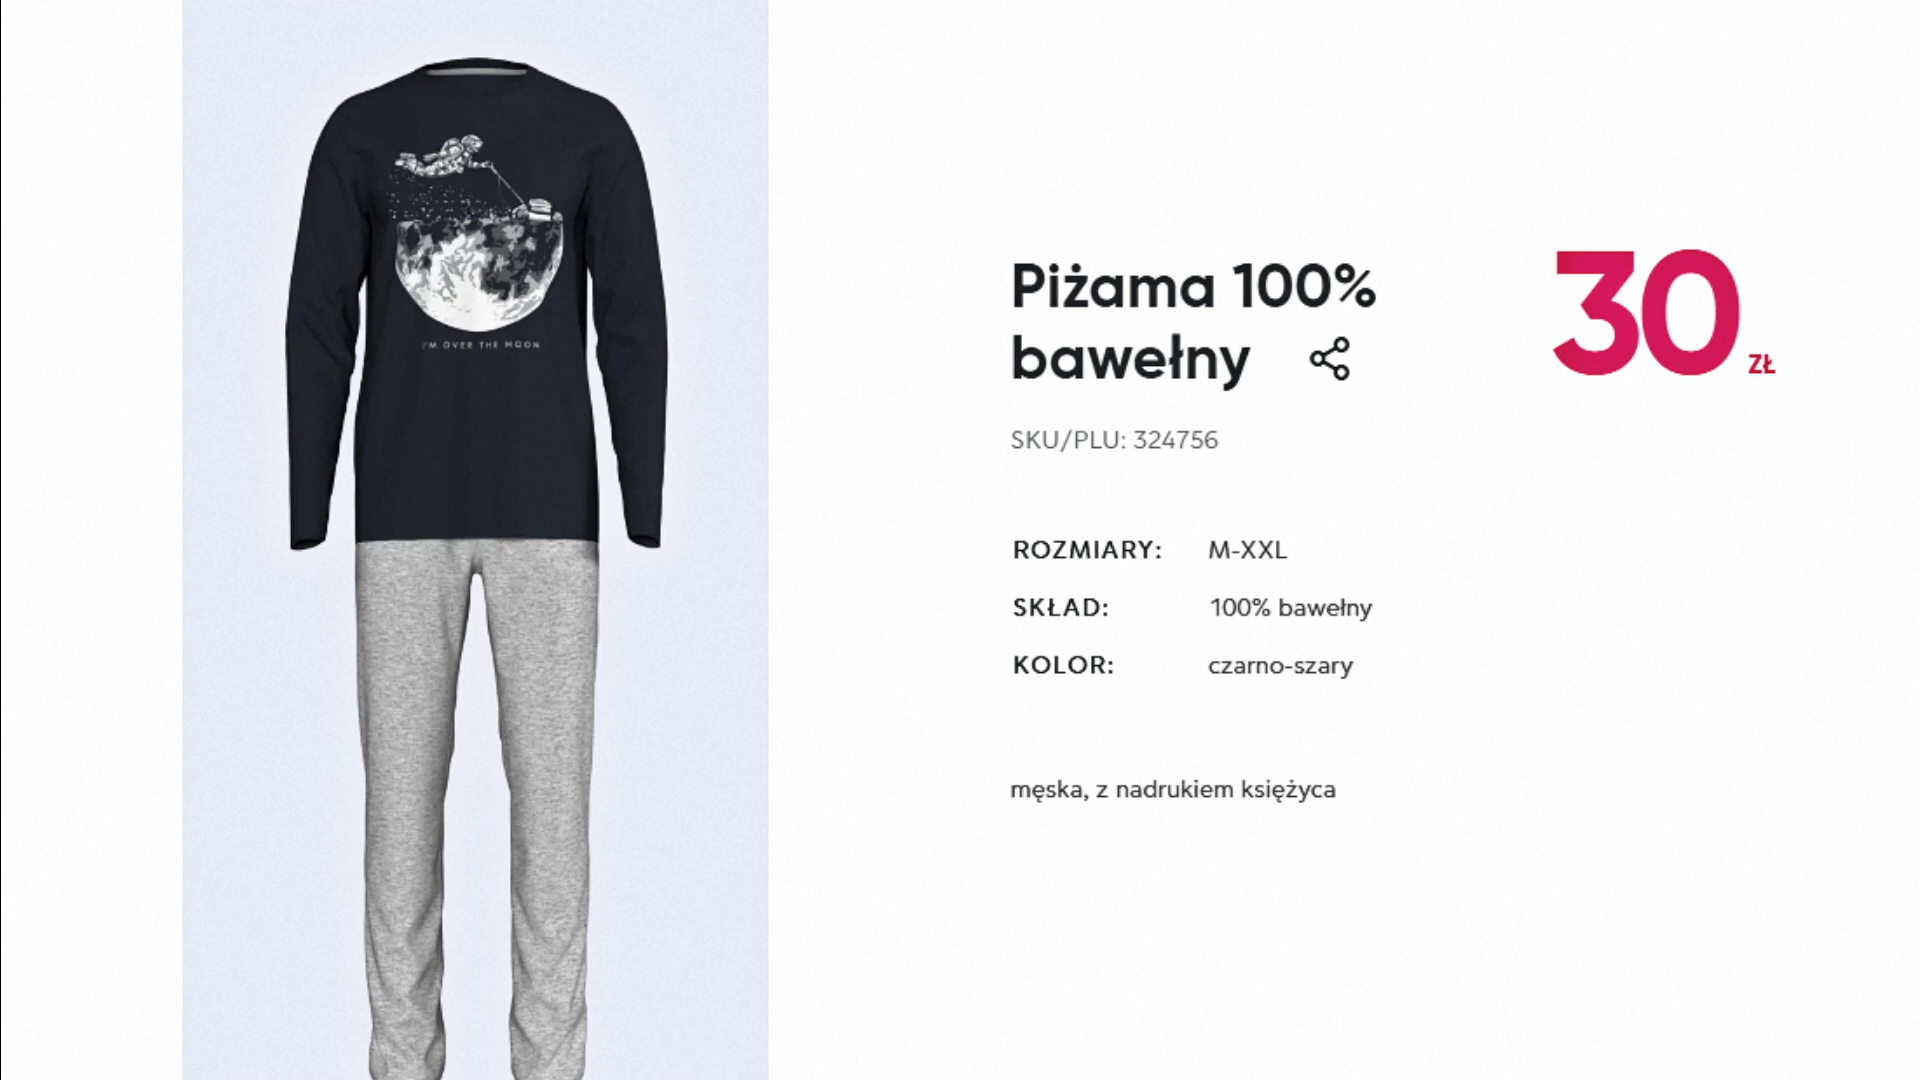 I'M OVER THE MOON
Piżama 100%
bawełny
30 ZŁ
SKU/PLU: 324756
ROZMIARY: M-XXL
SKŁAD: 100% bawełny
KOLOR: czarno-szary
męska, z nadrukiem księżyca